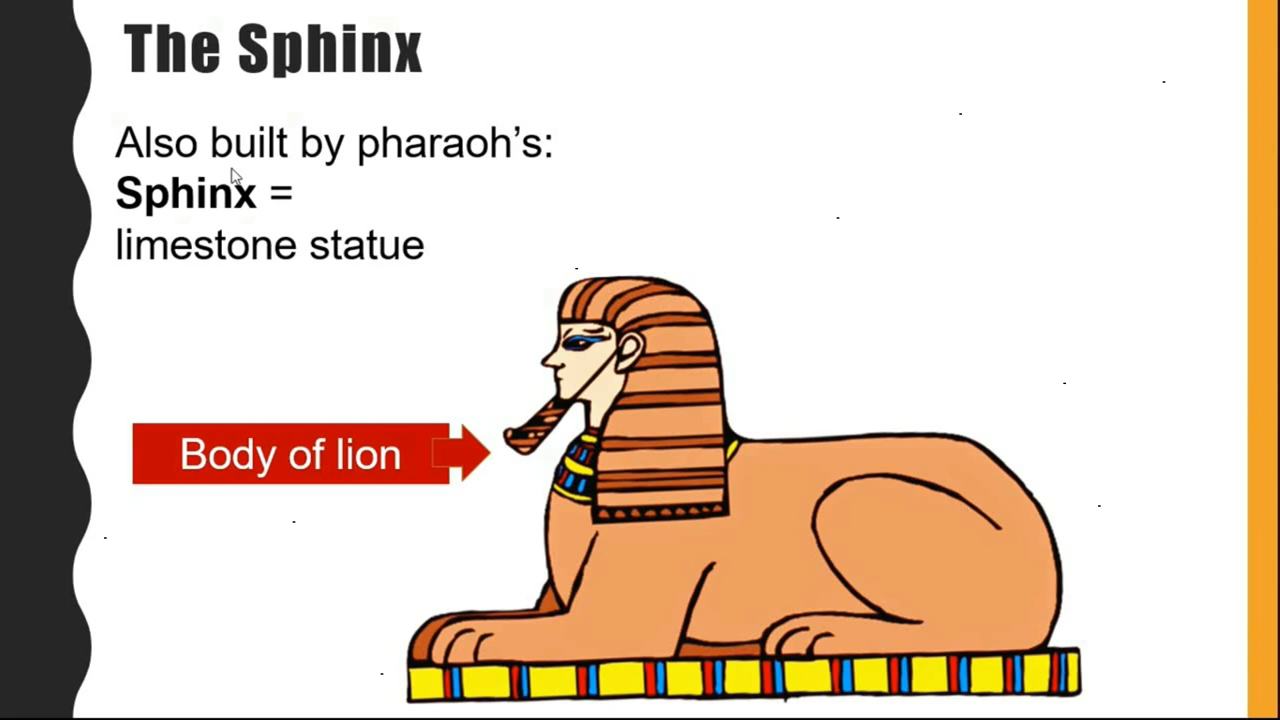 The Sphinx
Also built by pharaoh’s:
Sphinx =
limestone statue
Body of lion